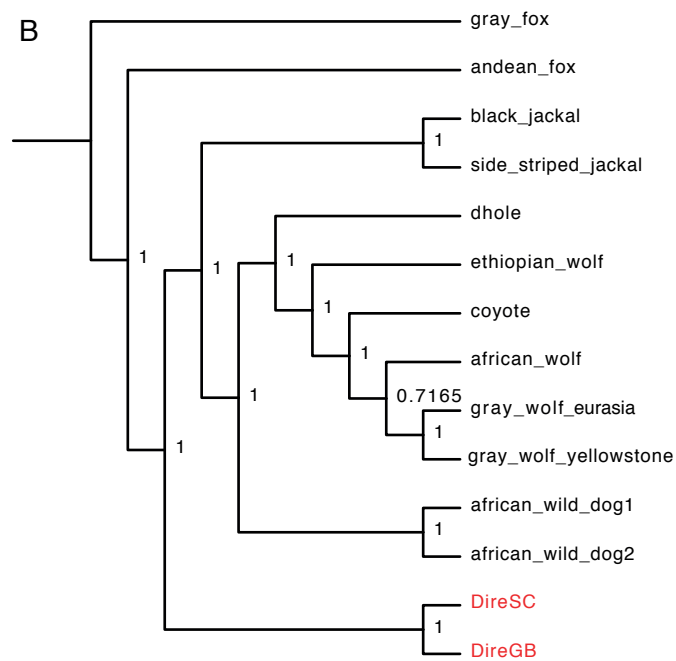 B
gray_fox
andean_fox
black_jackal
1
side_striped_jackal
dhole
1
1
1
ethiopian_wolf
1
coyote
1
african_wolf
1
0.7165
gray_wolf_eurasia
1
1
gray_wolf_yellowstone
african_wild_dog1
1
african_wild_dog2
DireSC
1
DireGB